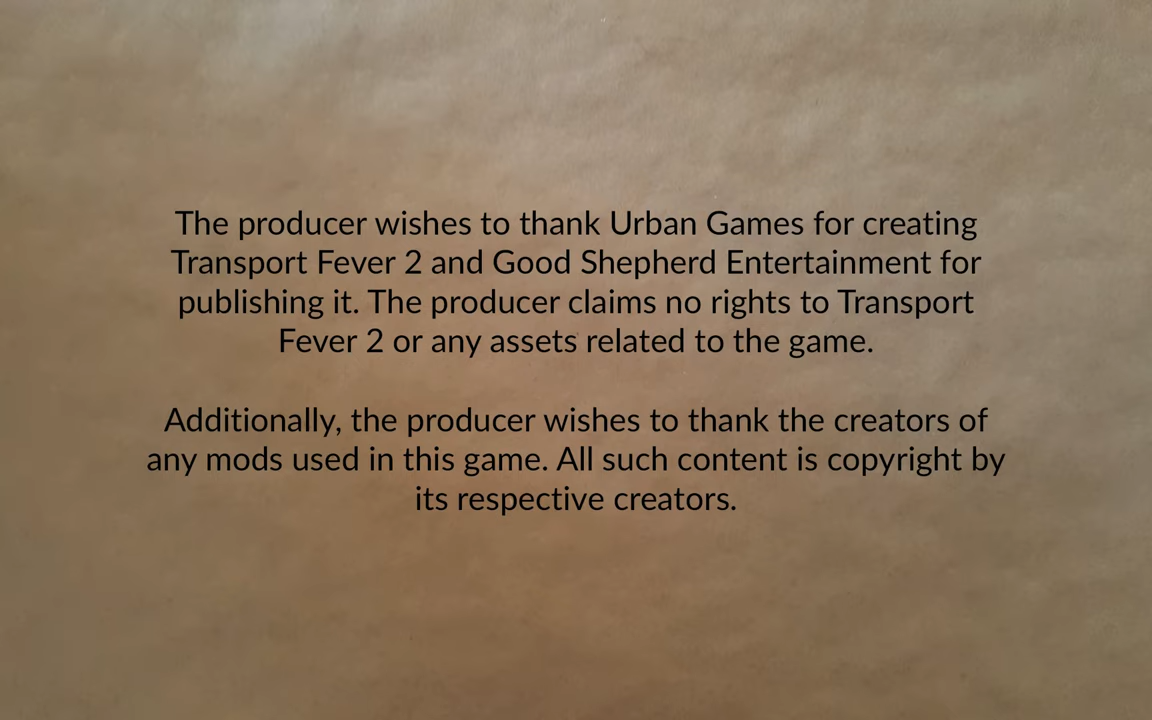 The producer wishes to thank Urban Games for creating
Transport Fever 2 and Good Shepherd Entertainment for
publishing it. The producer claims no rights to Transport
Fever 2 or any assets related to the game.
Additionally, the producer wishes to thank the creators of
any mods used in this game. All such content is copyright by
its respective creators.